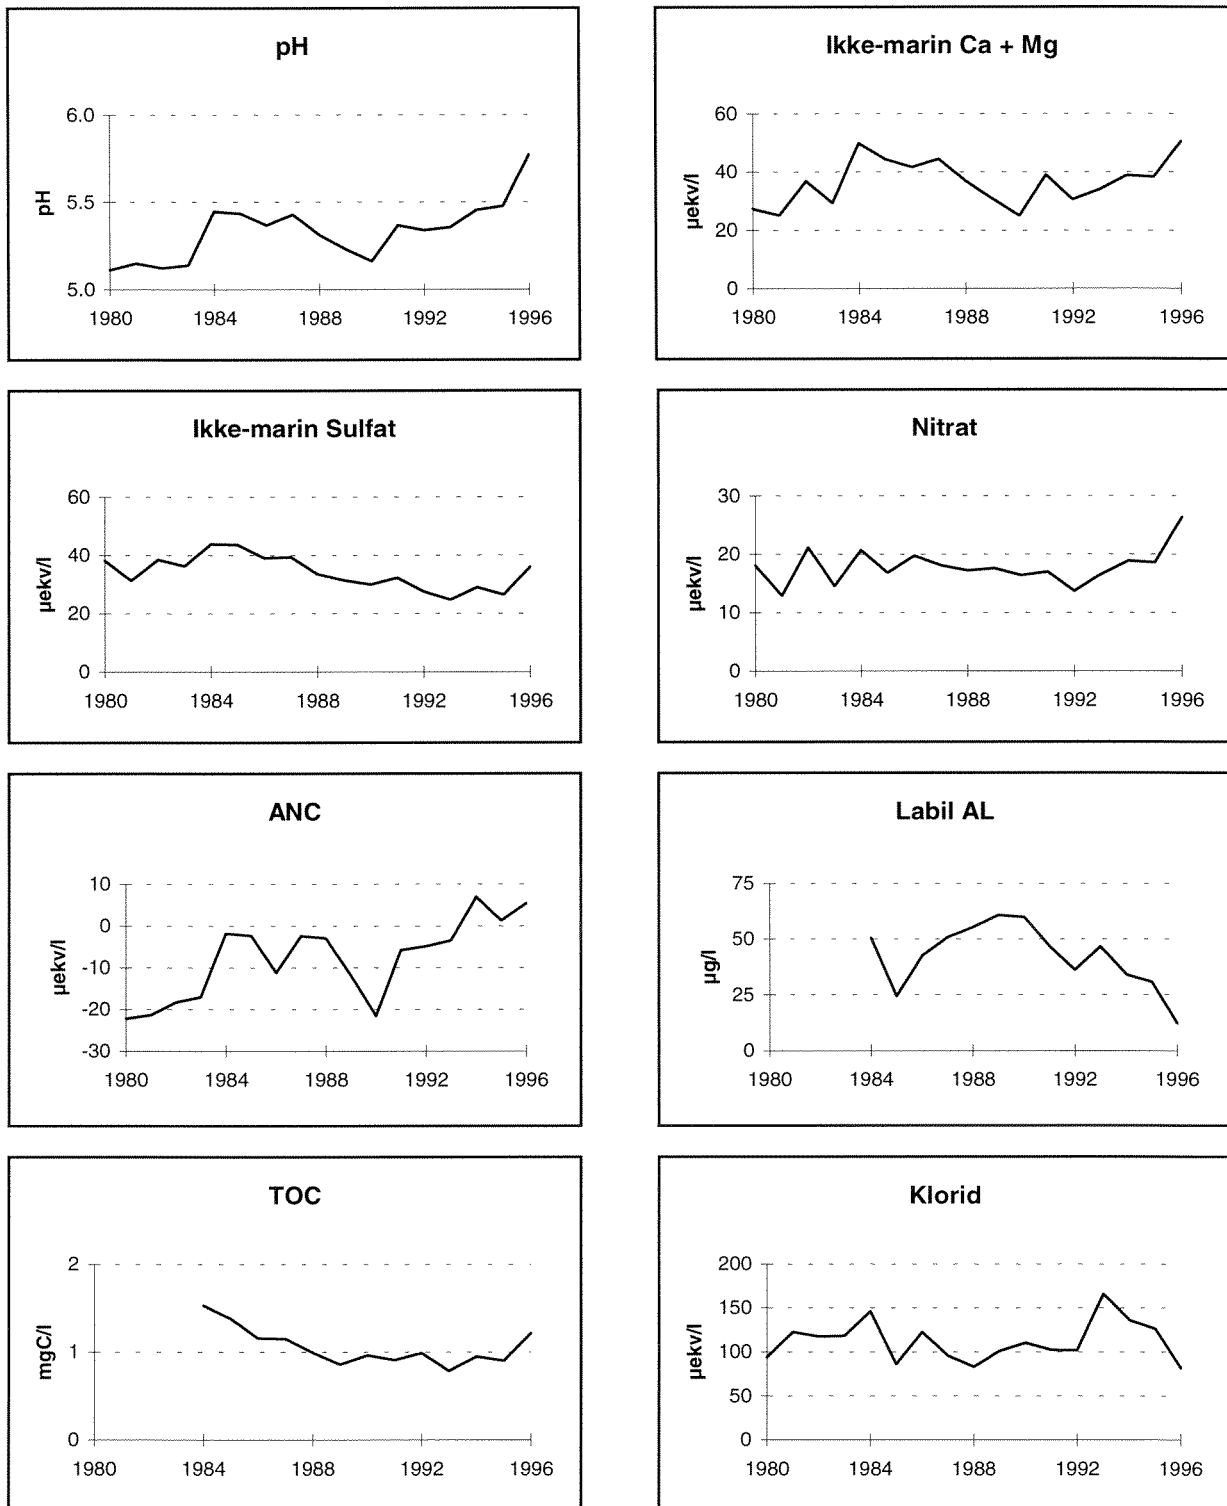 pH
pH
6.0
5.5
5.0
1980 1984 1988 1992 1996
Ikke-marin Ca + Mg
µekv/l
60
40
20
0
1980 1984 1988 1992 1996
Ikke-marin Sulfat
µekv/l
60
40
20
0
1980 1984 1988 1992 1996
Nitrat
µekv/l
30
20
10
0
1980 1984 1988 1992 1996
ANC
µekv/l
10
0
-10
-20
-30
1980 1984 1988 1992 1996
Labil AL
µg/l
75
50
25
0
1980 1984 1988 1992 1996
TOC
mgC/l
2
1
0
1980 1984 1988 1992 1996
Klorid
µekv/l
200
150
100
50
0
1980 1984 1988 1992 1996